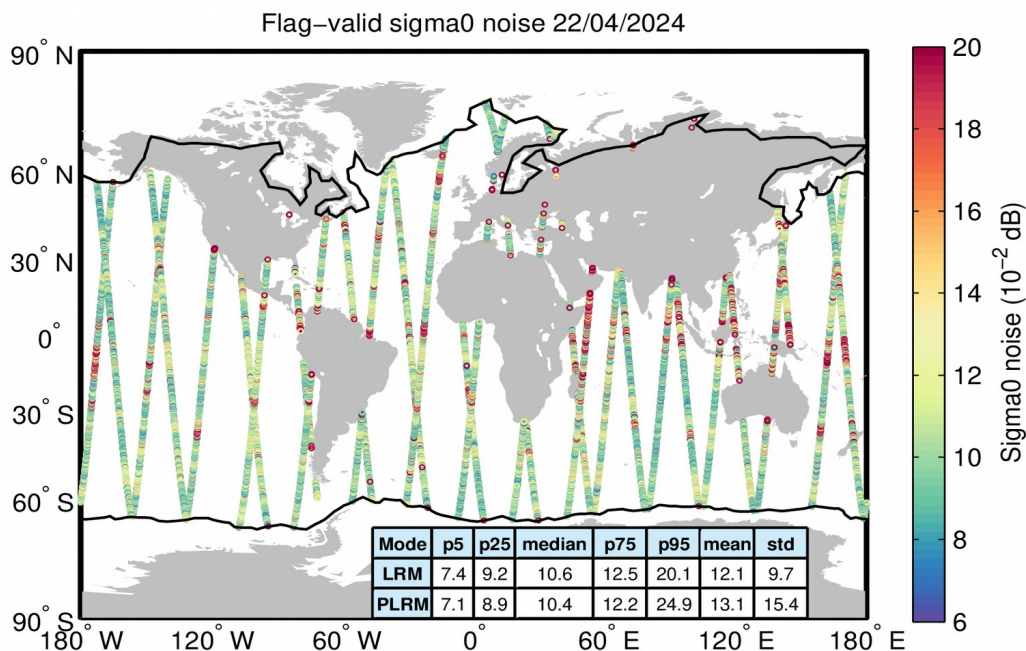 Flag−valid sigma0 noise 22/04/2024
90° N
60° N
30° N
0°
30° S
60° S
90° S
180° W 120° W 60° W 0° 60° E 120° E 180° E
Mode p5 p25 median p75 p95 mean std
LRM 7.4 9.2 10.6 12.5 20.1 12.1 9.7
PLRM 7.1 8.9 10.4 12.2 24.9 13.1 15.4
20
18
16
14
12
10
8
6
Sigma0 noise (10⁻² dB)